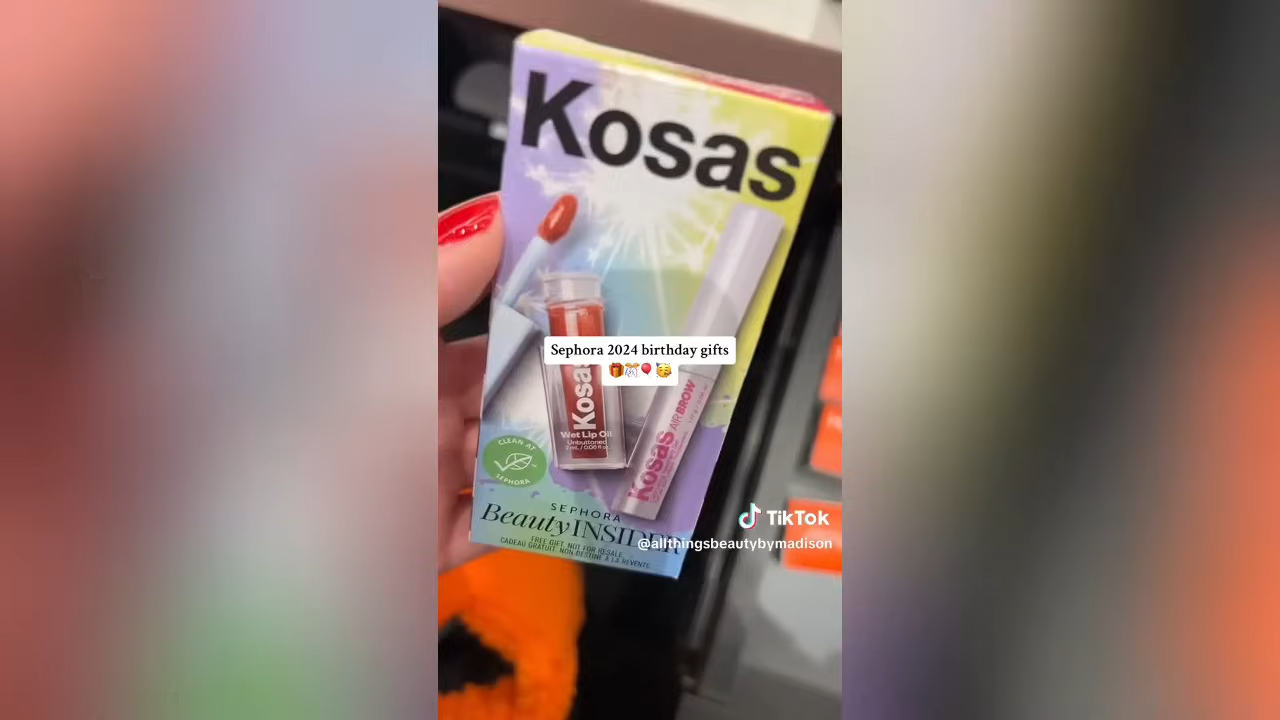 Kosas
Sephora 2024 birthday gifts
🎁🎊🎈🥳
Kosas
Wet Lip Oil
Unbuttoned
Kosas AIRBROW
CLEAN AT
SEPHORA
SEPHORA
Beauty INSIDER
FREE GIFT. NOT FOR RESALE.
CADEAU GRATUIT. NON DESTINÉ À LA REVENTE.
TikTok
@allthingsbeautybymadison